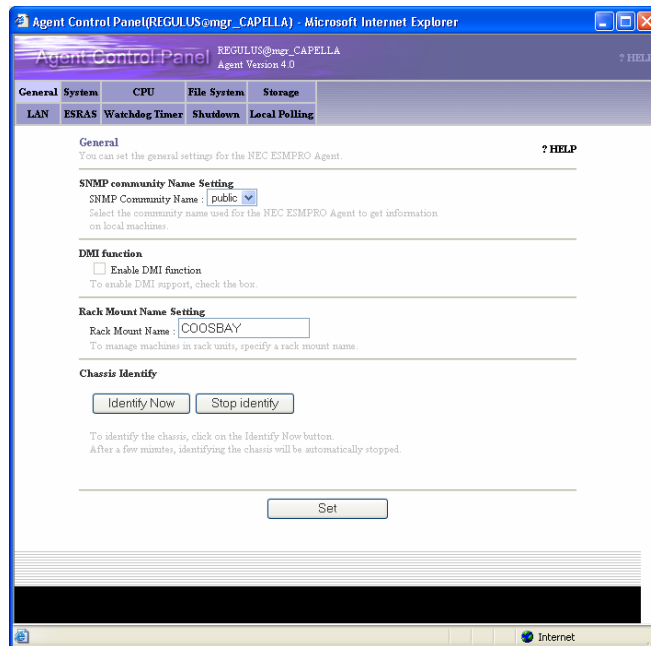 Agent Control Panel(REGULUS@mgr_CAPELLA) - Microsoft Internet Explorer
Agent Control Panel
REGULUS@mgr_CAPELLA
Agent Version 4.0
? HELP
General System CPU File System Storage
LAN ESRAS Watchdog Timer Shutdown Local Polling
General
You can set the general settings for the NEC ESMPRO Agent.
? HELP
SNMP community Name Setting
SNMP Community Name : public
Select the community name used for the NEC ESMPRO Agent to get information
on local machines.
DMI function
Enable DMI function
To enable DMI support, check the box.
Rack Mount Name Setting
Rack Mount Name : COOSBAY
To manage machines in rack units, specify a rack mount name.
Chassis Identify
Identify Now Stop identify
To identify the chassis, click on the Identify Now button.
After a few minutes, identifying the chassis will be automatically stopped.
Set
Internet